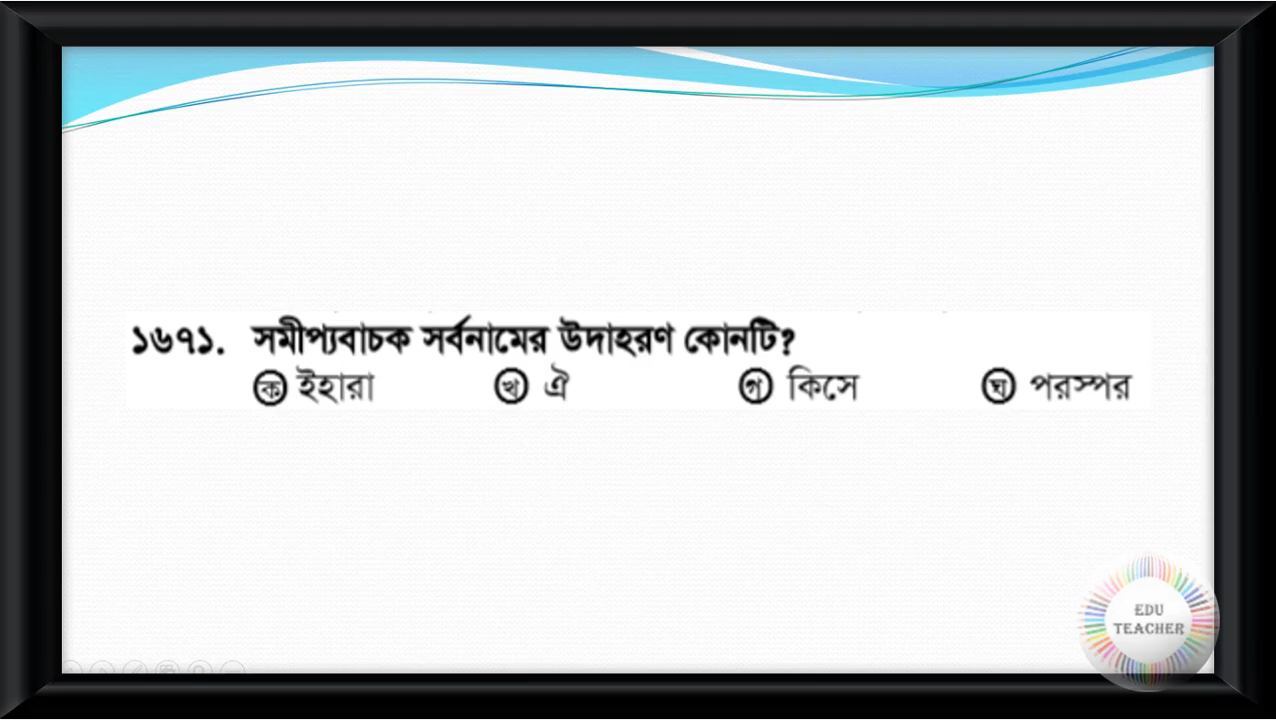 ১৬৭১. সমীপ্যবাচক সর্বনামের উদাহরণ কোনটি?
ক ইহারা খ ঐ গ কিসে ঘ পরস্পর
EDU
TEACHER